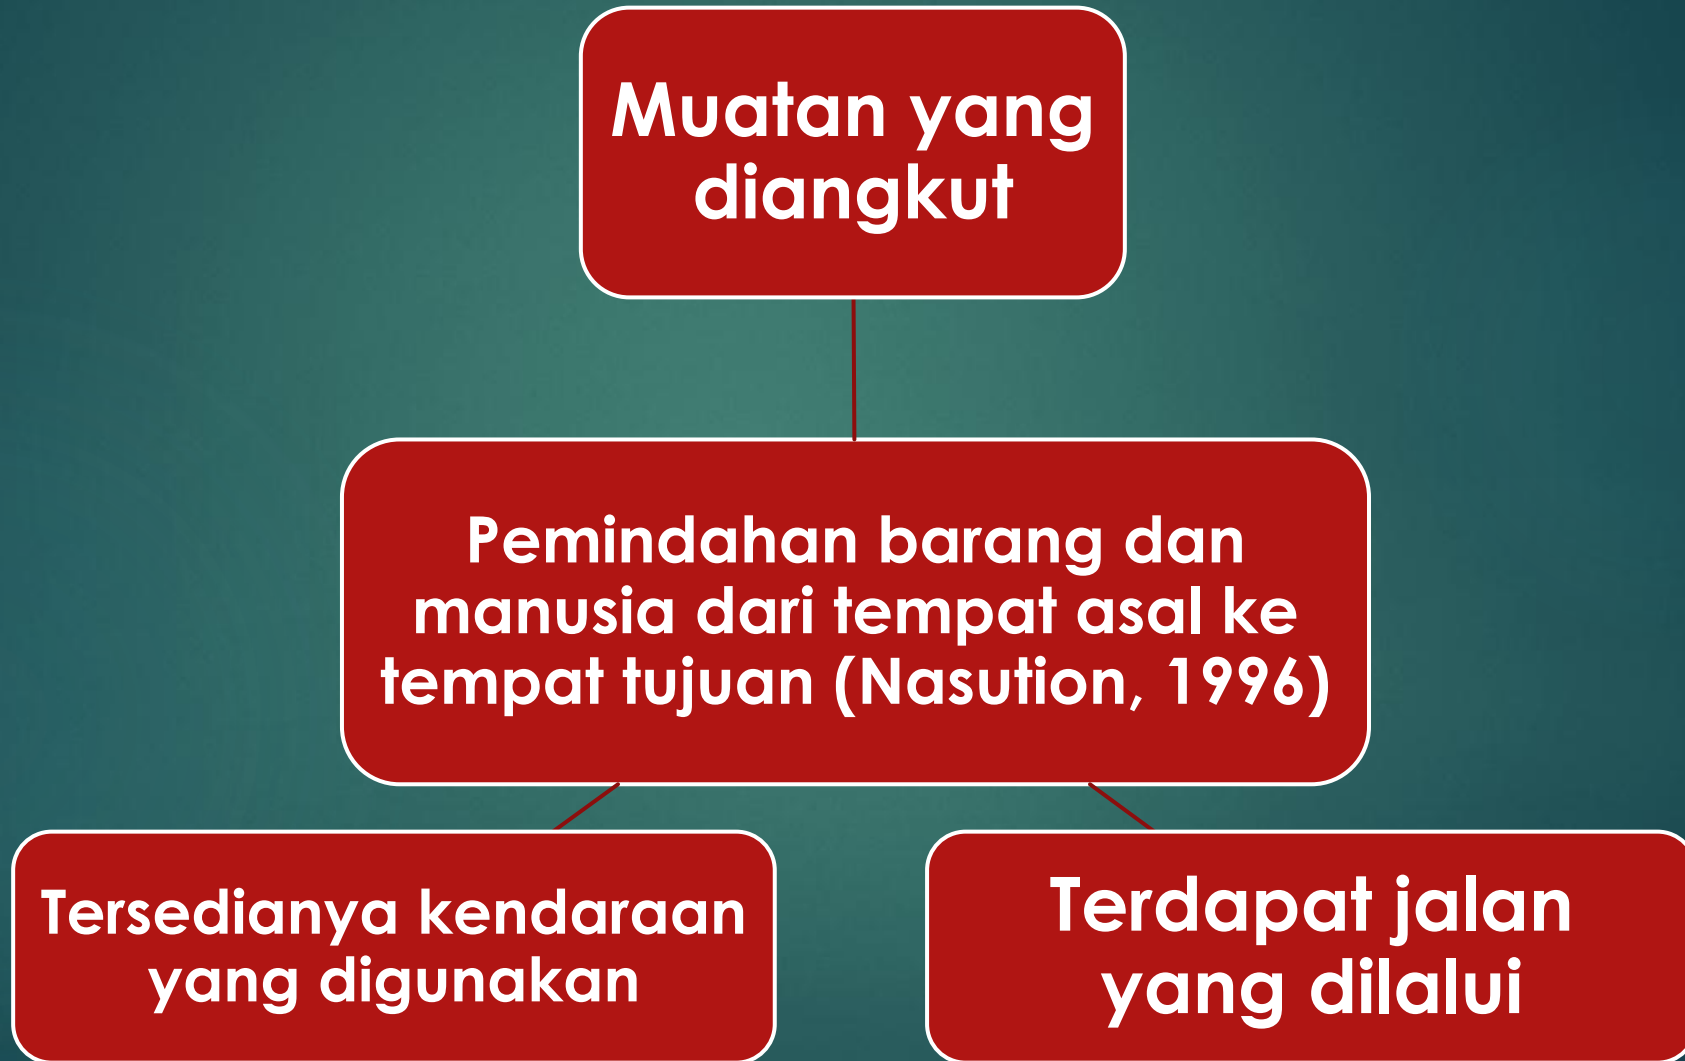 Muatan yang
diangkut
Pemindahan barang dan
manusia dari tempat asal ke
tempat tujuan (Nasution, 1996)
Tersedianya kendaraan
yang digunakan
Terdapat jalan
yang dilalui